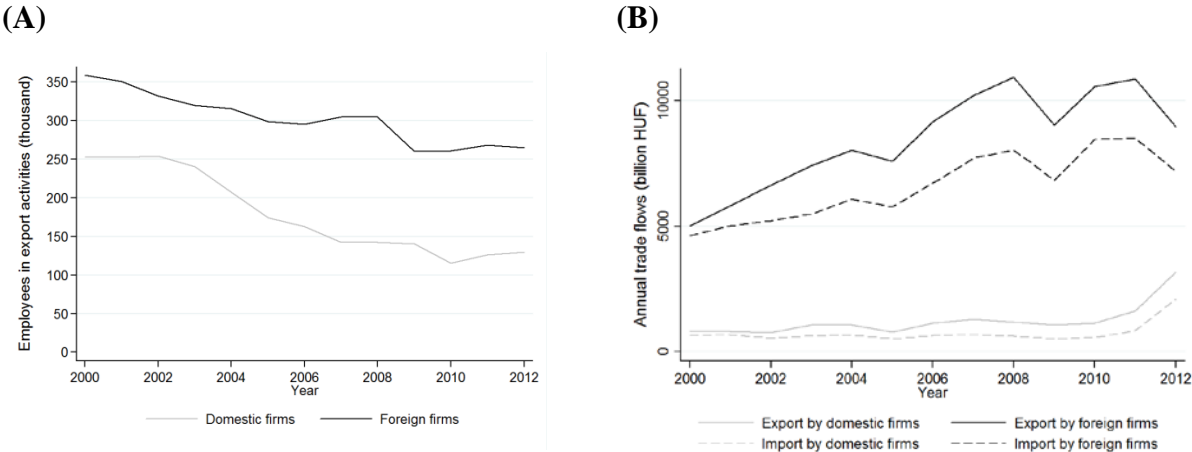 (A)
Employees in export activities (thousand)
350
300
250
200
150
100
50
0
2000 2002 2004 2006 2008 2010 2012
Year
Domestic firms Foreign firms
(B)
Annual trade flows (billion HUF)
10000
5000
0
2000 2002 2004 2006 2008 2010 2012
Year
Export by domestic firms Export by foreign firms
Import by domestic firms Import by foreign firms